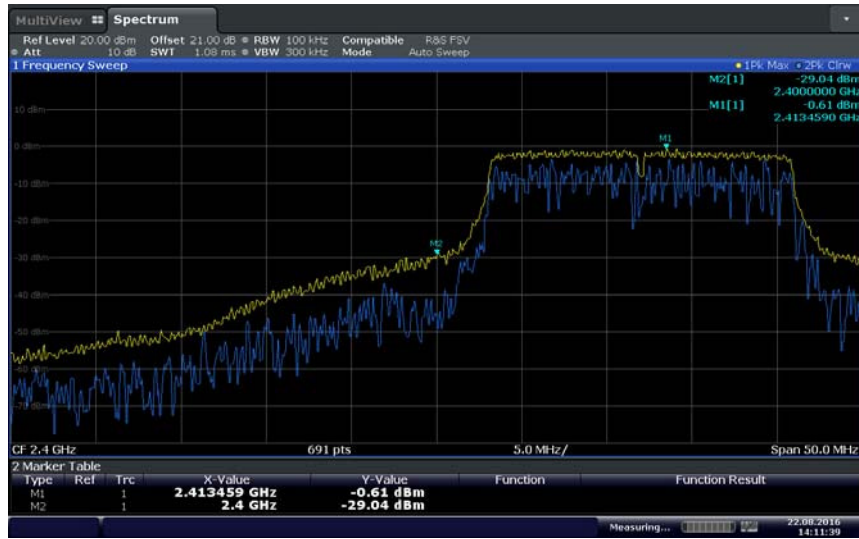 MultiView Spectrum
Ref Level 20.00 dBm Offset 21.00 dB RBW 100 kHz Compatible R&S FSV
Att 10 dB SWT 1.08 ms VBW 300 kHz Mode Auto Sweep
1 Frequency Sweep 1Pk Max 2Pk Clrw
M2[1] -29.04 dBm
2.4000000 GHz
M1[1] -0.61 dBm
2.4134590 GHz
10 dBm
0 dBm
M1
-10 dBm
-20 dBm
M2
-30 dBm
-40 dBm
-50 dBm
-60 dBm
-70 dBm
CF 2.4 GHz 691 pts 5.0 MHz/ Span 50.0 MHz
2 Marker Table
Type Ref Trc X-Value Y-Value Function Function Result
M1 1 2.413459 GHz -0.61 dBm
M2 1 2.4 GHz -29.04 dBm
Measuring... 22.08.2016
14:11:39